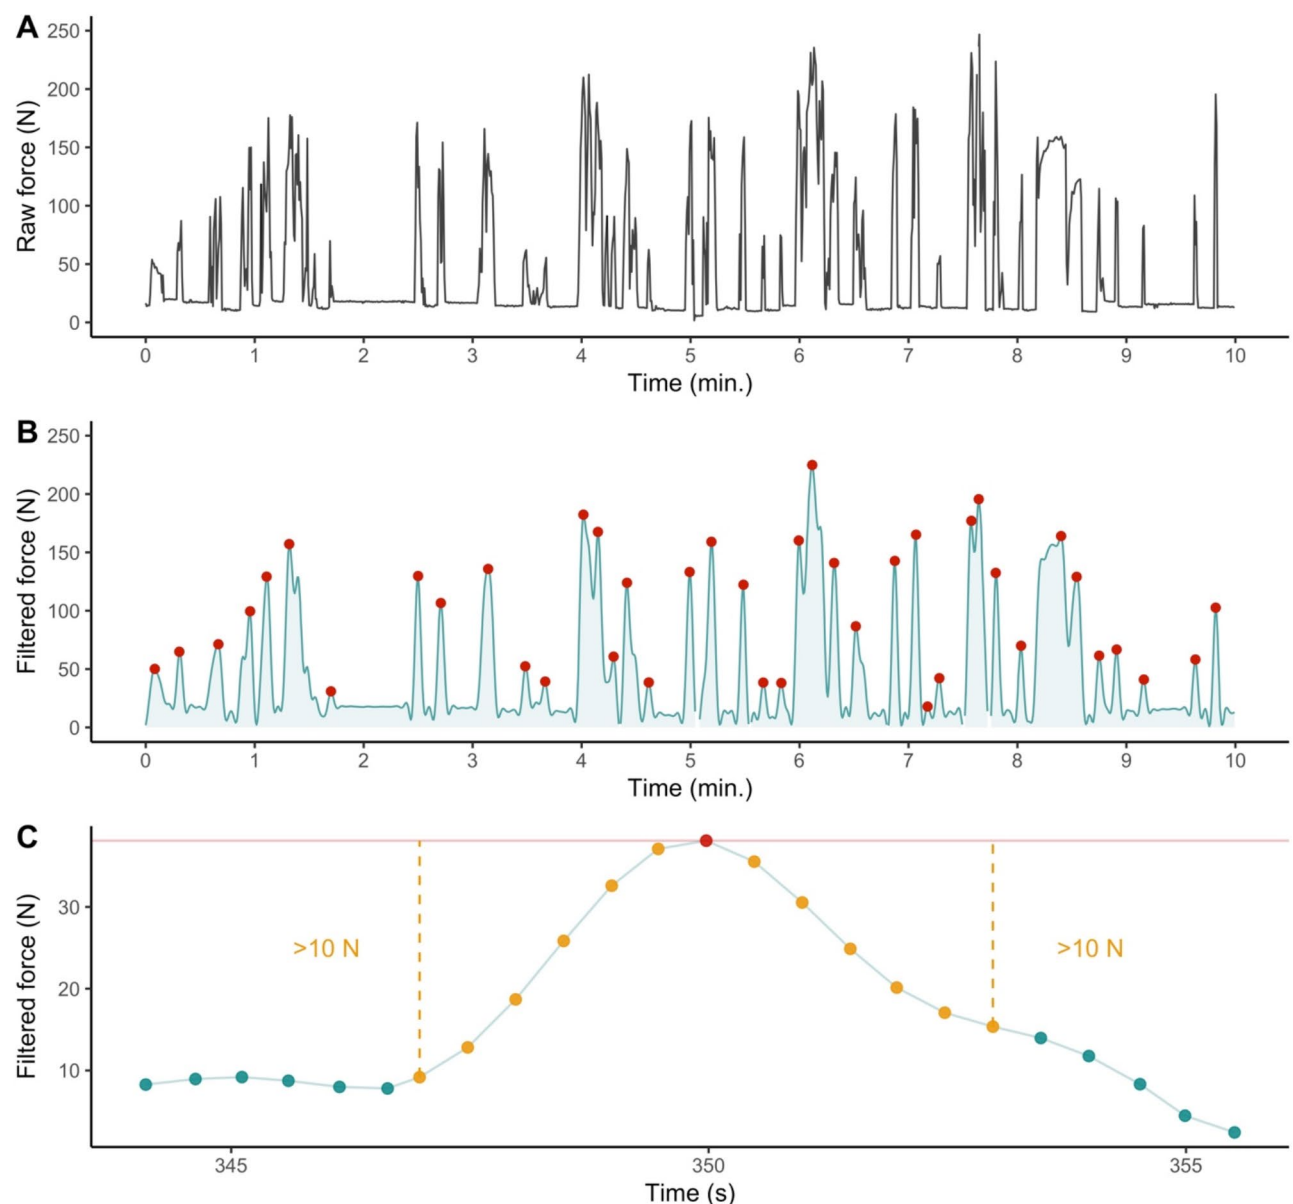 A
Raw force (N)
250
200
150
100
50
0
0 1 2 3 4 5 6 7 8 9 10
Time (min.)
B
Filtered force (N)
250
200
150
100
50
0
0 1 2 3 4 5 6 7 8 9 10
Time (min.)
C
Filtered force (N)
30
20
10
>10 N >10 N
345 350 355
Time (s)